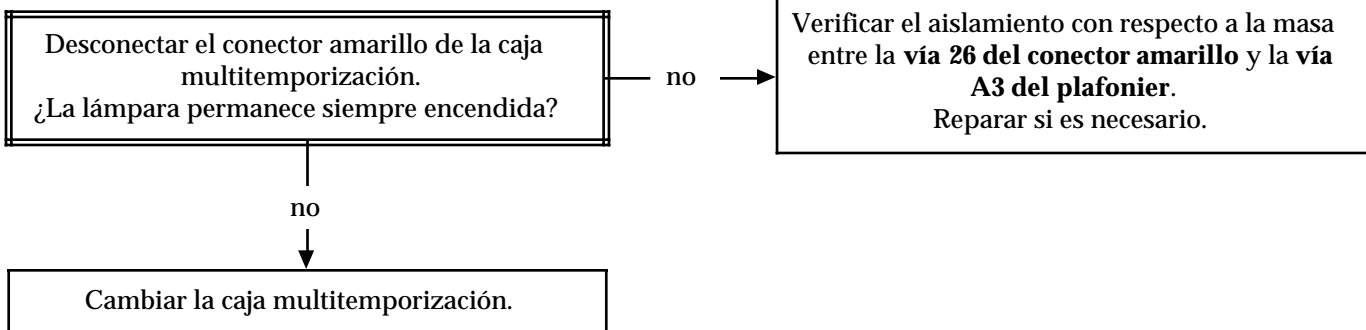 Desconectar el conector amarillo de la caja
multitemporización.
¿La lámpara permanece siempre encendida?
no
Verificar el aislamiento con respecto a la masa
entre la vía 26 del conector amarillo y la vía
A3 del plafonier.
Reparar si es necesario.
no
Cambiar la caja multitemporización.